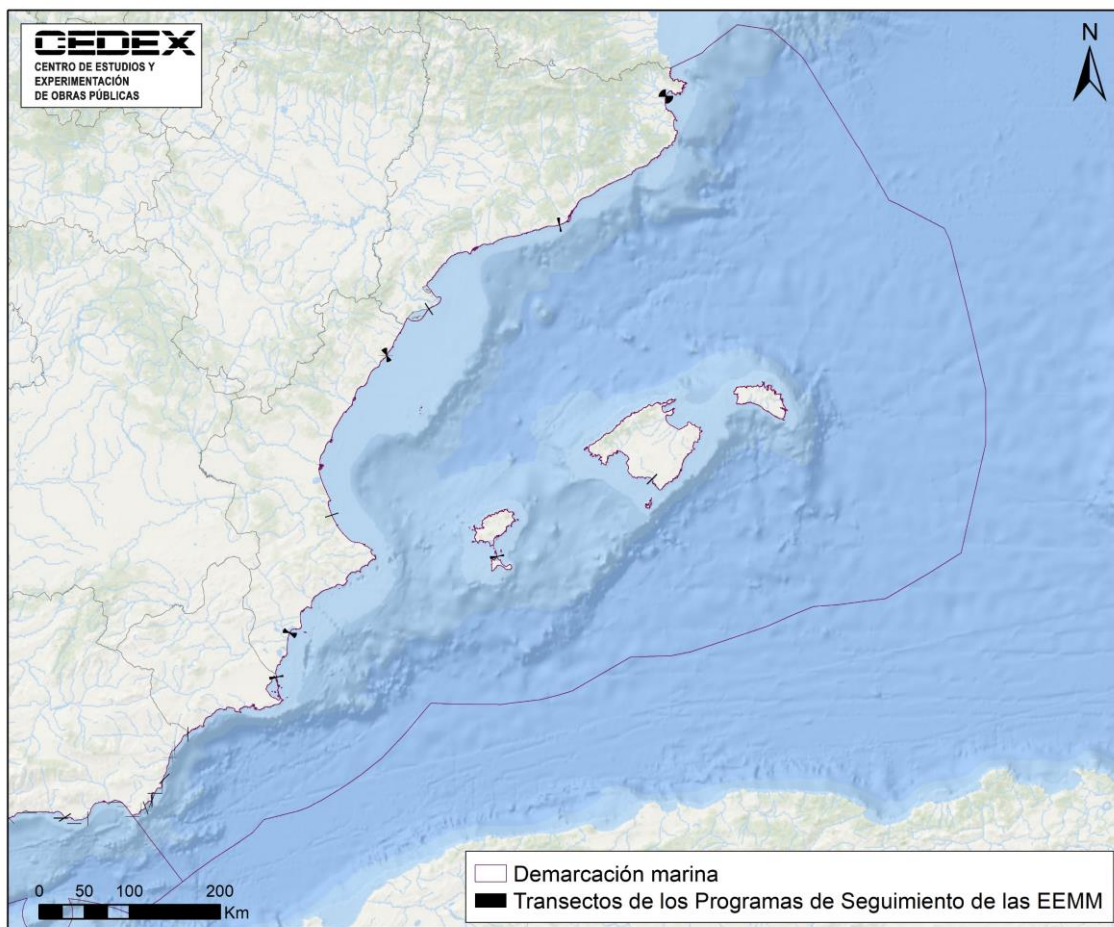 CEDEX
CENTRO DE ESTUDIOS Y
EXPERIMENTACIÓN
DE OBRAS PÚBLICAS
N
Demarcación marina
Transectos de los Programas de Seguimiento de las EEMM
0 50 100 200
Km